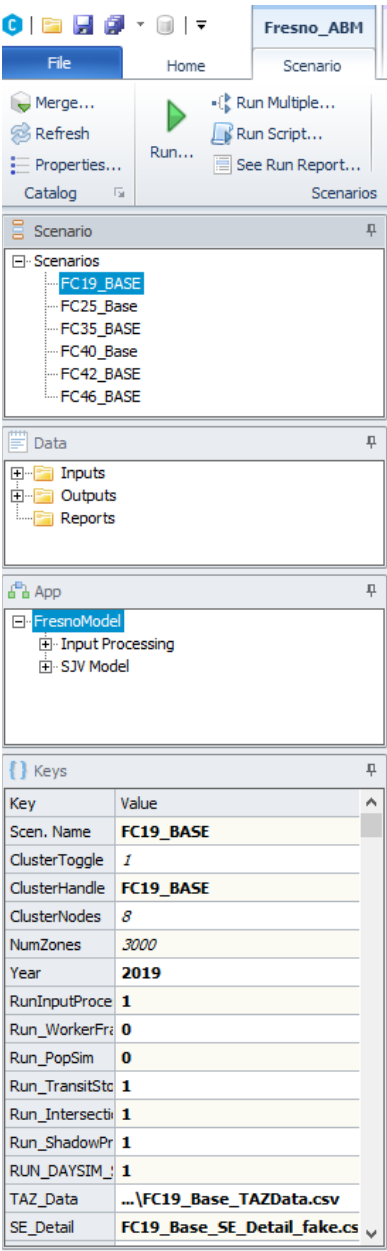 Fresno_ABM
File
Home
Scenario
Merge...
Refresh
Properties...
Catalog
Run...
Run Multiple...
Run Script...
See Run Report...
Scenarios
Scenario
Scenarios
FC19_BASE
FC25_Base
FC35_BASE
FC40_Base
FC42_BASE
FC46_BASE
Data
Inputs
Outputs
Reports
App
FresnoModel
Input Processing
SJV Model
Keys
Key Value
Scen. Name FC19_BASE
ClusterToggle 1
ClusterHandle FC19_BASE
ClusterNodes 8
NumZones 3000
Year 2019
RunInputProce 1
Run_WorkerFra 0
Run_PopSim 0
Run_TransitSto 1
Run_Intersecti 1
Run_ShadowPr 1
RUN_DAYSIM_ 1
TAZ_Data ...\FC19_Base_TAZData.csv
SE_Detail FC19_Base_SE_Detail_fake.cs